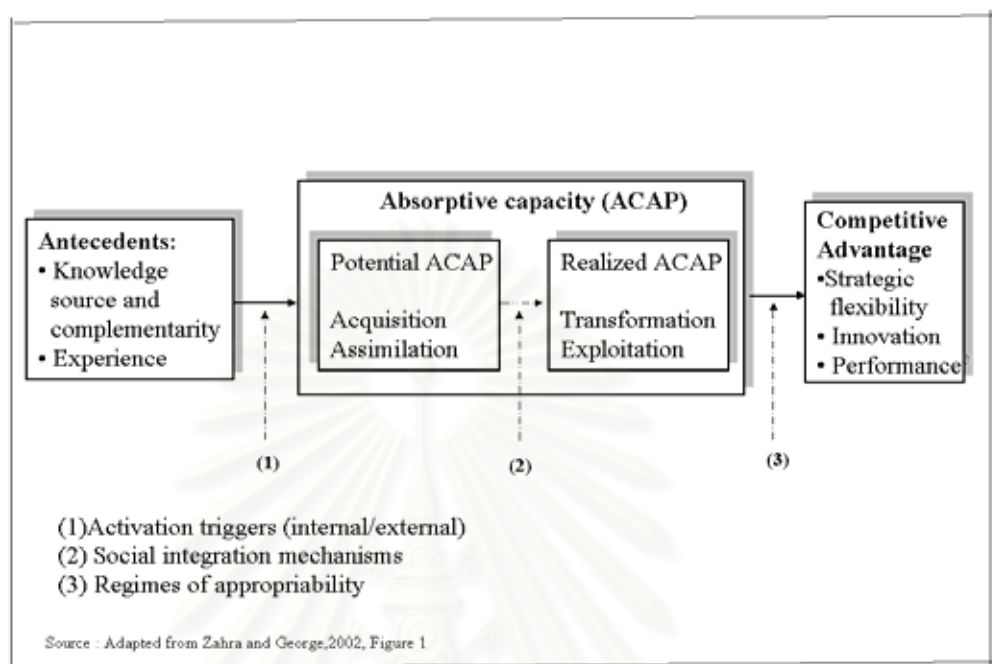 Absorptive capacity (ACAP)
Antecedents:
• Knowledge
source and
complementarity
• Experience
Potential ACAP
Acquisition
Assimilation
Realized ACAP
Transformation
Exploitation
Competitive
Advantage
•Strategic
flexibility
• Innovation
• Performance
(1)
(2)
(3)
(1)Activation triggers (internal/external)
(2) Social integration mechanisms
(3) Regimes of appropriability
Source : Adapted from Zahra and George,2002, Figure 1